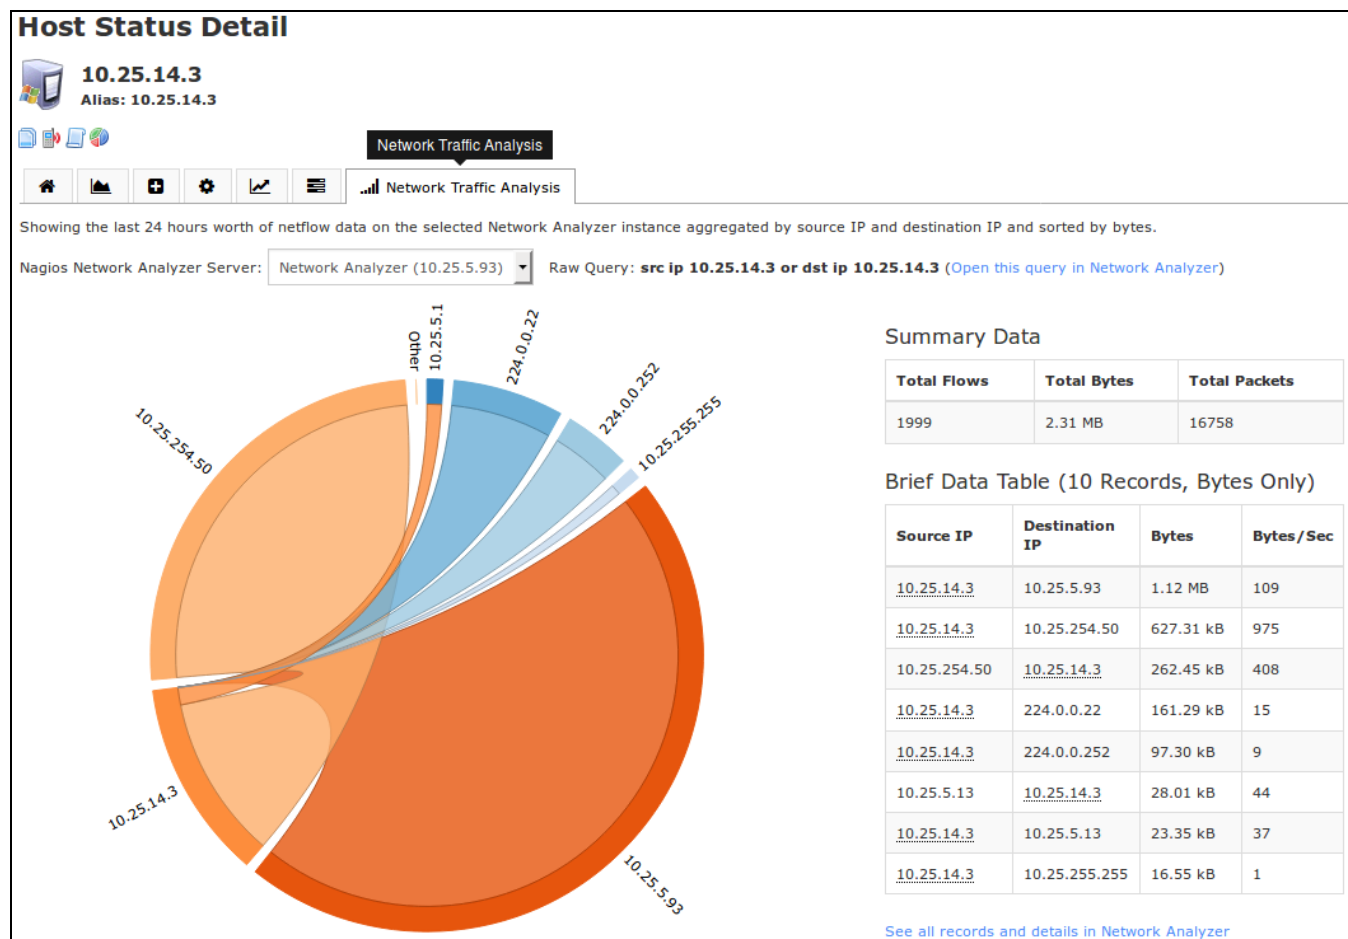 Host Status Detail
10.25.14.3
Alias: 10.25.14.3
Network Traffic Analysis
Network Traffic Analysis
Showing the last 24 hours worth of netflow data on the selected Network Analyzer instance aggregated by source IP and destination IP and sorted by bytes.
Nagios Network Analyzer Server: Network Analyzer (10.25.5.93) Raw Query: src ip 10.25.14.3 or dst ip 10.25.14.3 (Open this query in Network Analyzer)
Other
10.25.5.1
224.0.0.22
224.0.0.252
10.25.255.255
10.25.254.50
10.25.14.3
10.25.5.93
Summary Data
Total Flows Total Bytes Total Packets
1999 2.31 MB 16758
Brief Data Table (10 Records, Bytes Only)
Source IP Destination IP Bytes Bytes/Sec
10.25.14.3 10.25.5.93 1.12 MB 109
10.25.14.3 10.25.254.50 627.31 kB 975
10.25.254.50 10.25.14.3 262.45 kB 408
10.25.14.3 224.0.0.22 161.29 kB 15
10.25.14.3 224.0.0.252 97.30 kB 9
10.25.5.13 10.25.14.3 28.01 kB 44
10.25.14.3 10.25.5.13 23.35 kB 37
10.25.14.3 10.25.255.255 16.55 kB 1
See all records and details in Network Analyzer